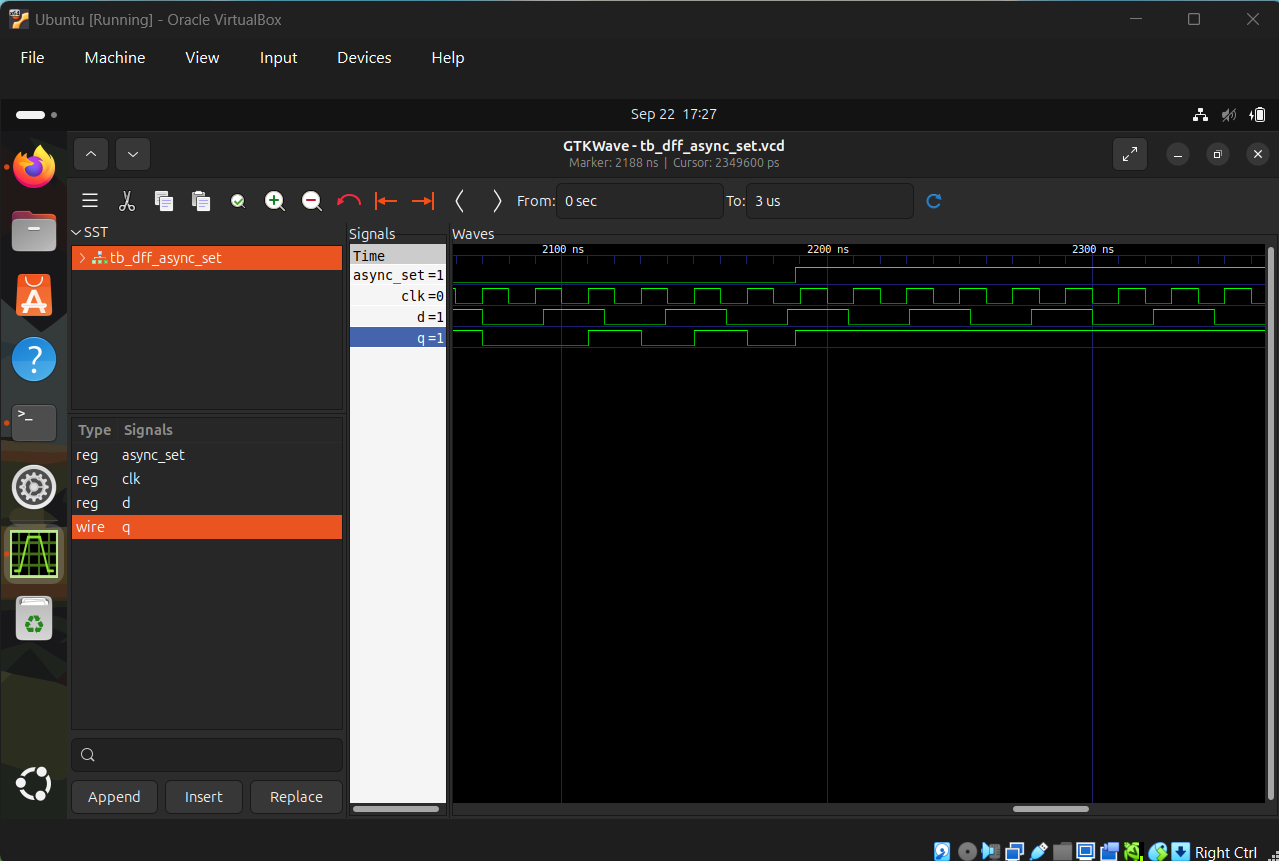 Ubuntu [Running] - Oracle VirtualBox
File Machine View Input Devices Help
Sep 22 17:27
GTKWave - tb_dff_async_set.vcd
Marker: 2188 ns | Cursor: 2349600 ps
From: 0 sec To: 3 us
SST
tb_dff_async_set
Type Signals
reg async_set
reg clk
reg d
wire q
Append Insert Replace
Signals
Time
async_set=1
clk=0
d=1
q=1
Waves
2100 ns 2200 ns 2300 ns
Right Ctrl